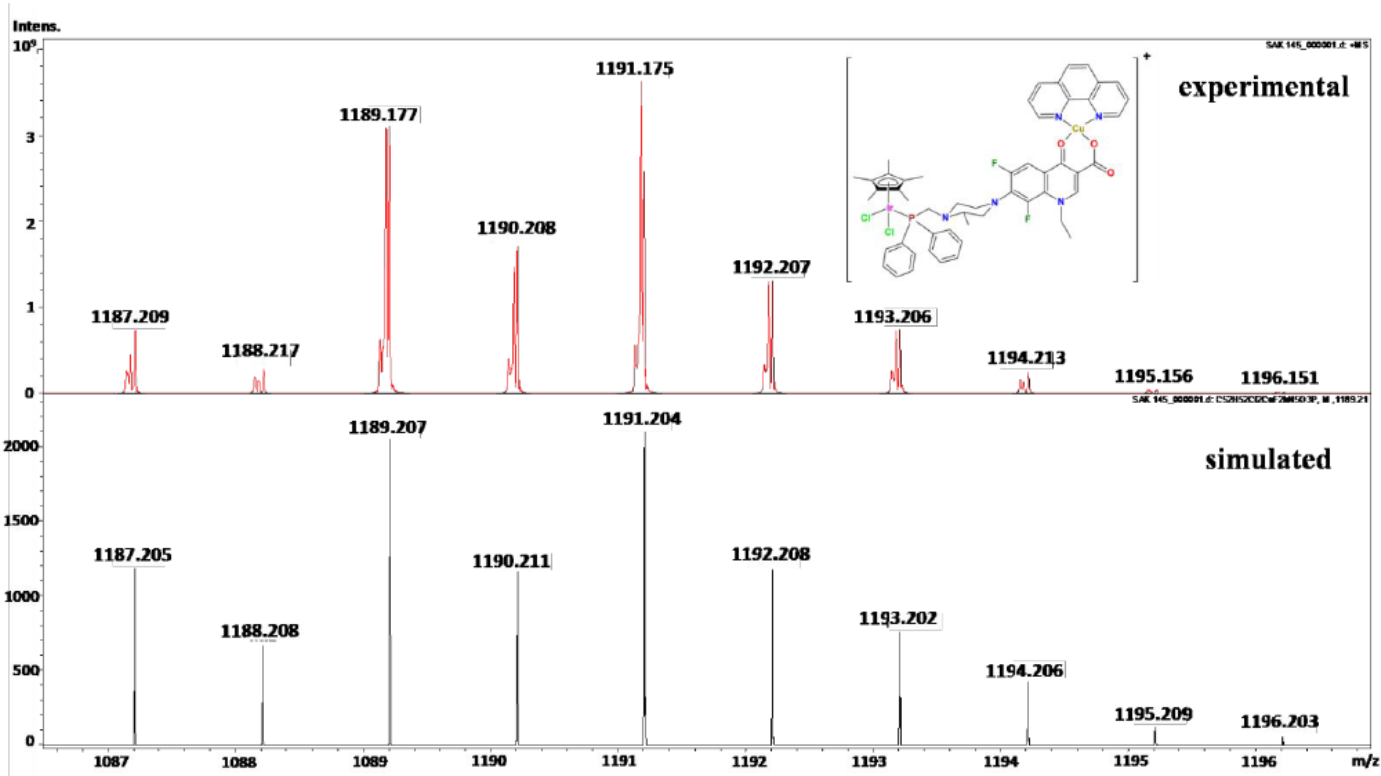 Intens.
10⁹
SAK 145_000001.d: +MS
experimental
1191.175
1189.177
1190.208
1192.207
1187.209
1193.206
1188.217
1194.213
1195.156
1196.151
3
2
1
0
+
N
N
Cu
O
O
O
F
F
N
N
N
P
Ir
Cl
Cl
SAK 145_000001.d:
M ,1189.21
simulated
1189.207
1191.204
1187.205
1190.211
1192.208
1188.208
1193.202
1194.206
1195.209
1196.203
2000
1500
1000
500
0
1087 1088 1089 1190 1191 1192 1193 1194 1195 1196 m/z